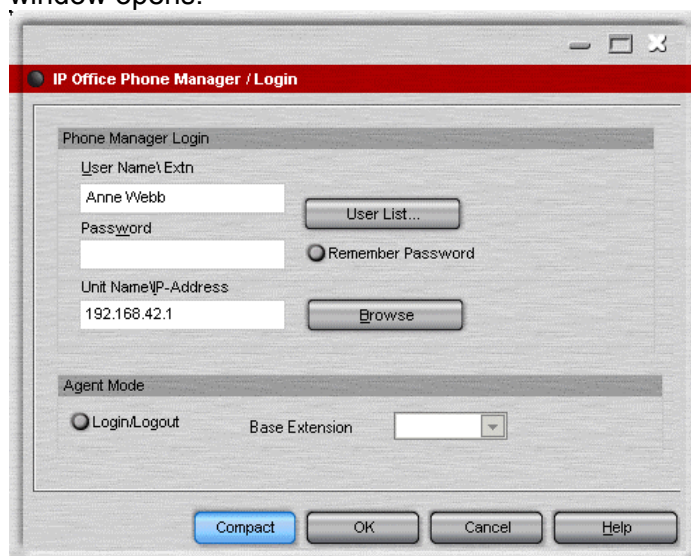 window opens.
IP Office Phone Manager / Login
Phone Manager Login
User Name\ Extn
Anne Webb
User List...
Password
Remember Password
Unit Name\IP-Address
192.168.42.1
Browse
Agent Mode
Login/Logout
Base Extension
Compact
OK
Cancel
Help